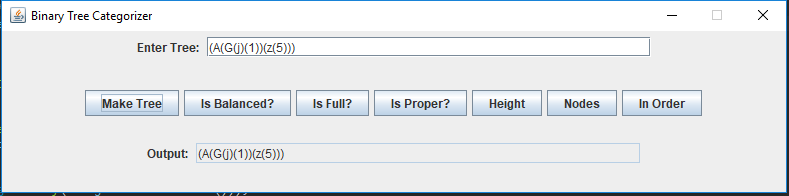 Binary Tree Categorizer
Enter Tree: (A(G(j)(1))(z(5)))
Make Tree Is Balanced? Is Full? Is Proper? Height Nodes In Order
Output: (A(G(j)(1))(z(5)))